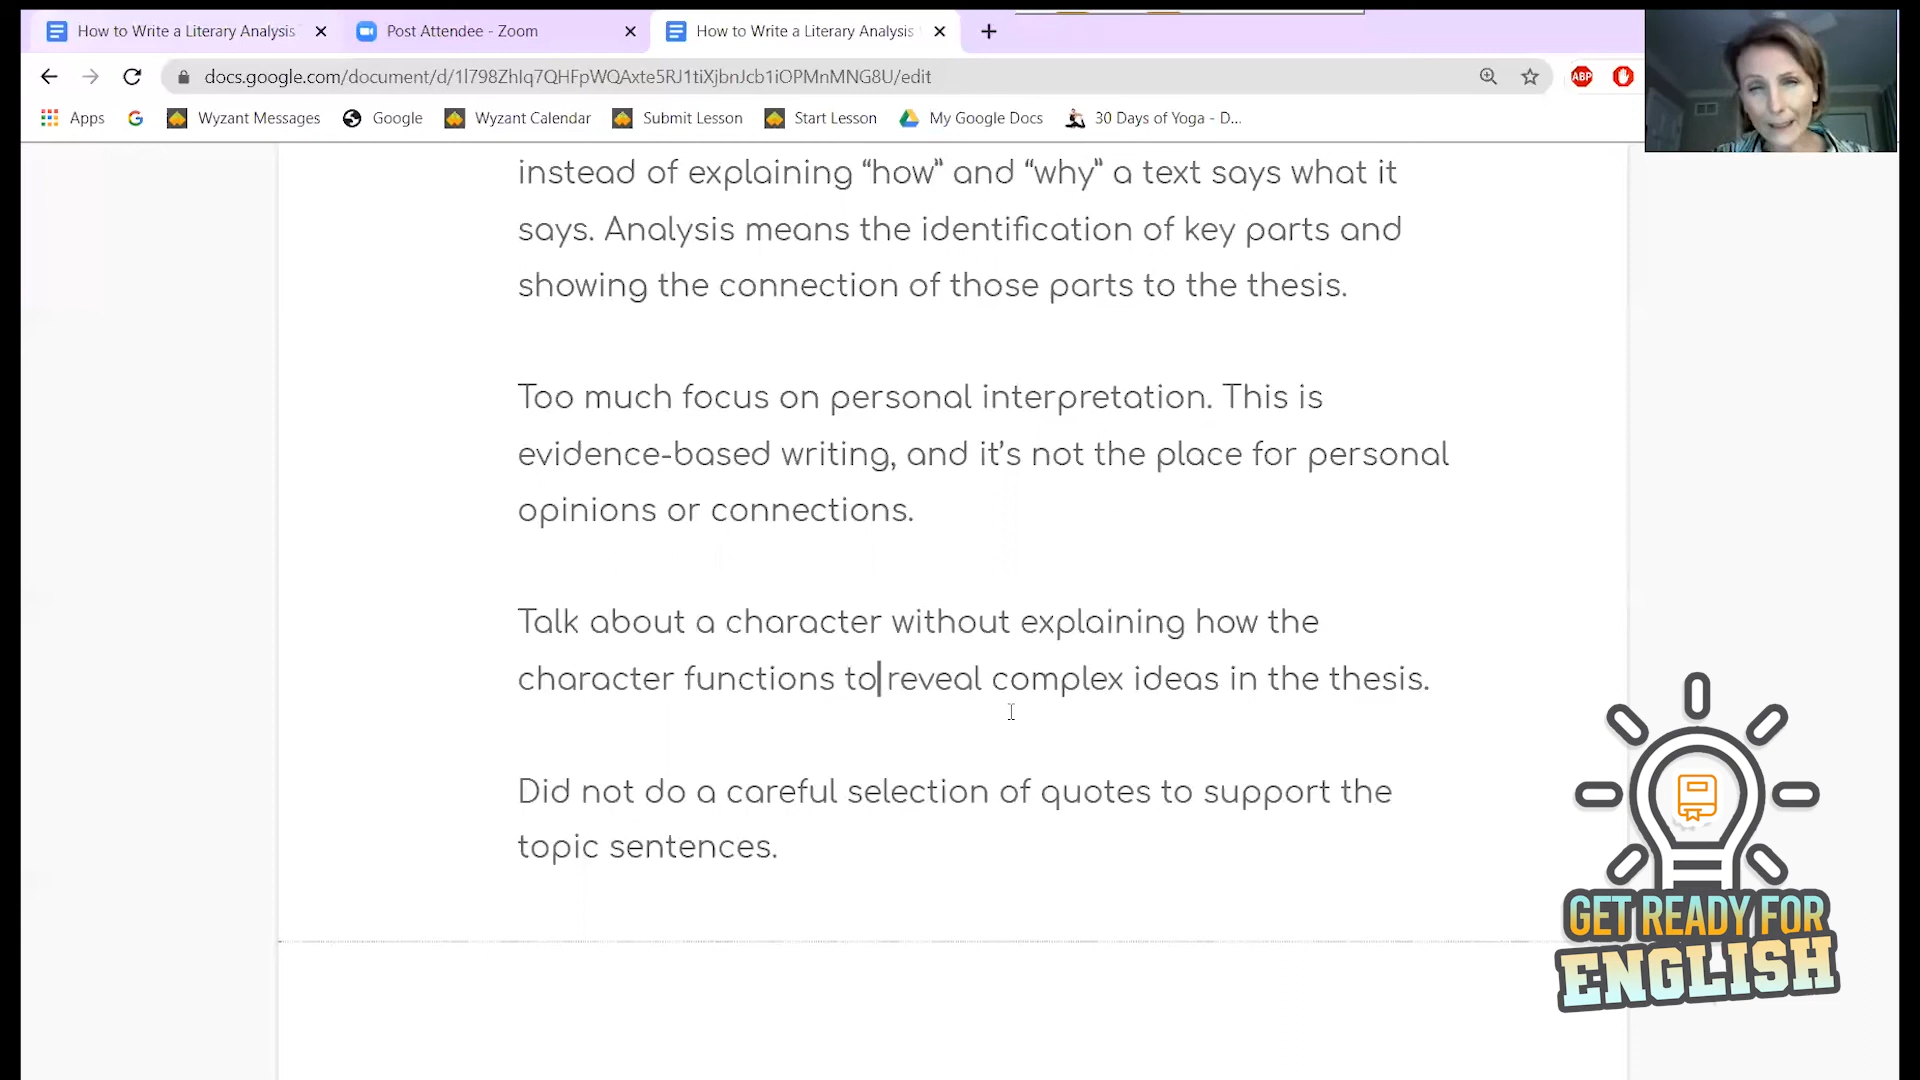 How to Write a Literary Analysis
Post Attendee - Zoom
How to Write a Literary Analysis
docs.google.com/document/d/1l798ZhIq7QHFpWQAxte5RJ1tiXjbnJcb1iOPMnMNG8U/edit
ABP
Apps
Wyzant Messages
Google
Wyzant Calendar
Submit Lesson
Start Lesson
My Google Docs
30 Days of Yoga - D...
instead of explaining “how” and “why” a text says what it
says. Analysis means the identification of key parts and
showing the connection of those parts to the thesis.
Too much focus on personal interpretation. This is
evidence-based writing, and it’s not the place for personal
opinions or connections.
Talk about a character without explaining how the
character functions to reveal complex ideas in the thesis.
Did not do a careful selection of quotes to support the
topic sentences.
GET READY FOR
ENGLISH